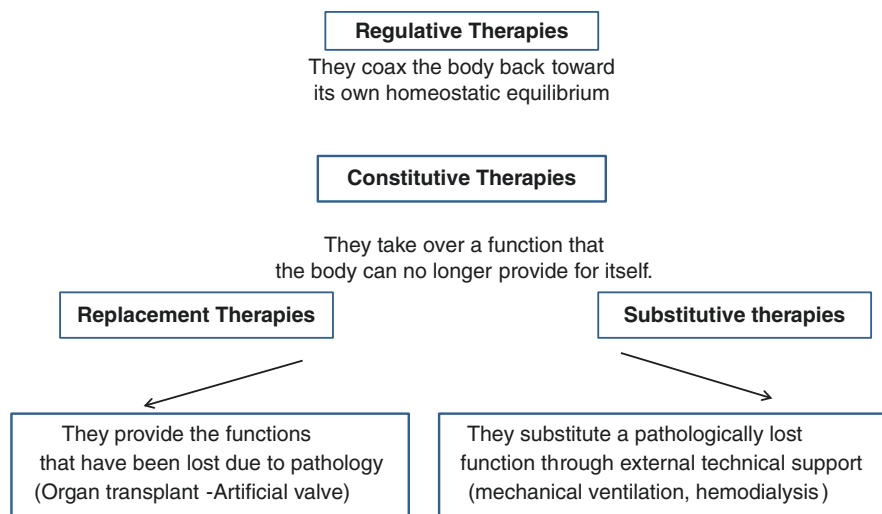 Regulative Therapies
They coax the body back toward
its own homeostatic equilibrium
Constitutive Therapies
They take over a function that
the body can no longer provide for itself.
Replacement Therapies
Substitutive therapies
They provide the functions
that have been lost due to pathology
(Organ transplant -Artificial valve)
They substitute a pathologically lost
function through external technical support
(mechanical ventilation, hemodialysis)